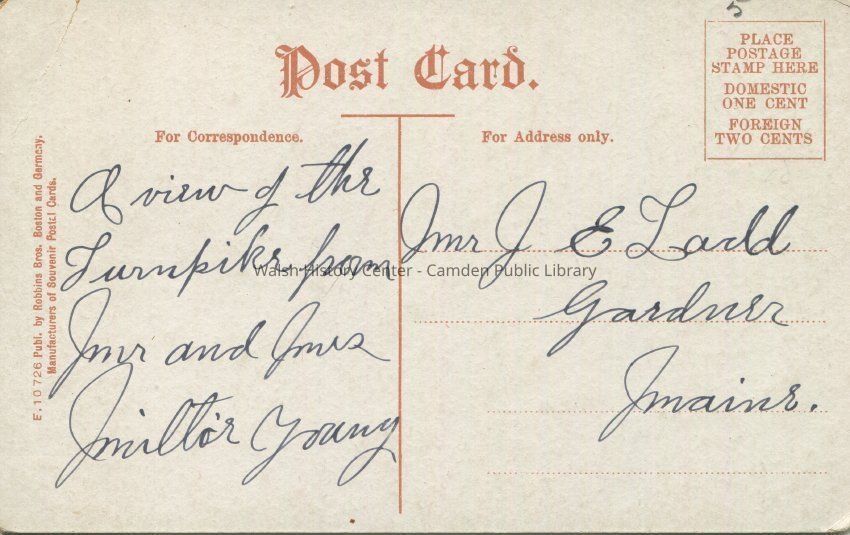 5
PLACE
POSTAGE
STAMP HERE
DOMESTIC
ONE CENT
FOREIGN
TWO CENTS
Post Card.
For Correspondence.
For Address only.
A view of the
Turnpike from
Mr and Mrs
Milton Young
Mr J E Ladd
Gardner
Maine.
Walsh History Center - Camden Public Library
E. 10726 Publ. by Robbins Bros. Boston and Germany.
Manufacturers of Souvenir Postal Cards.